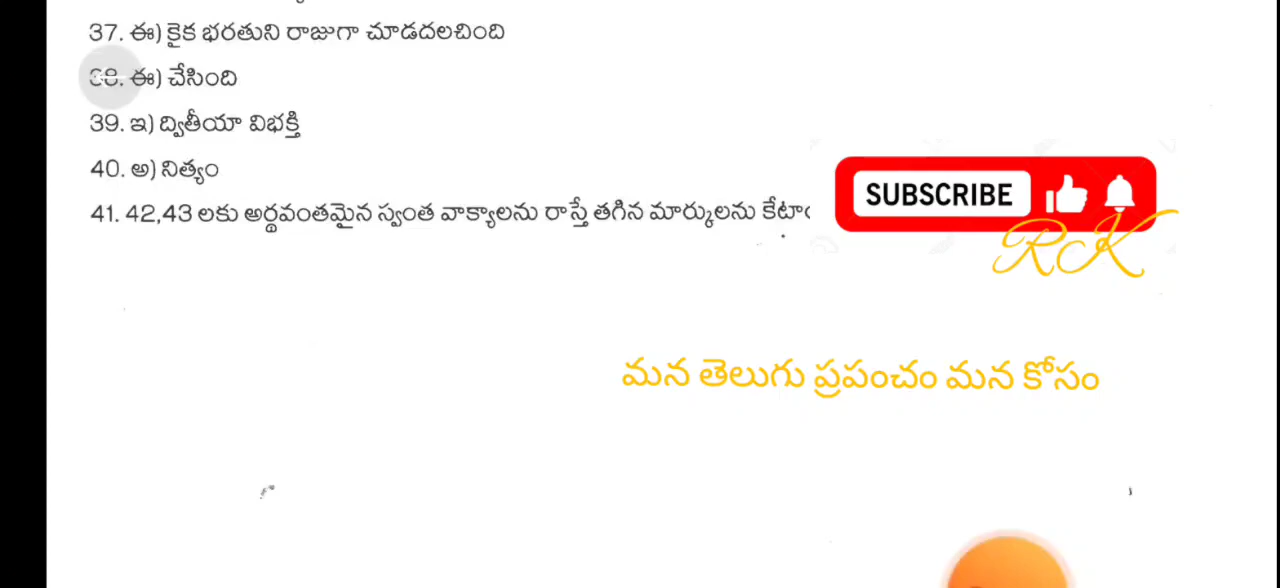 37. ఈ) కైక భరతుని రాజుగా చూడదలచింది
38. ఈ) చేసింది
39. ఇ) ద్వితీయా విభక్తి
40. అ) నిత్యం
41. 42,43 లకు అర్థవంతమైన స్వంత వాక్యాలను రాస్తే తగిన మార్కులను
SUBSCRIBE
RK
మన తెలుగు ప్రపంచం మన కోసం